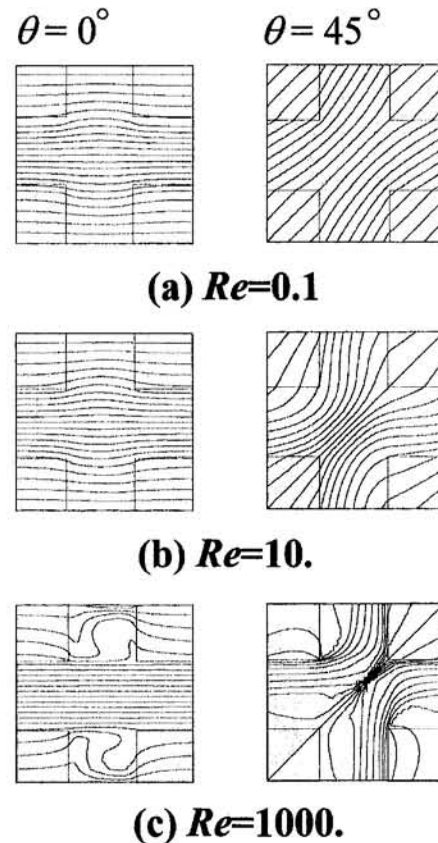 θ = 0° θ = 45°
(a) Re=0.1
(b) Re=10.
(c) Re=1000.